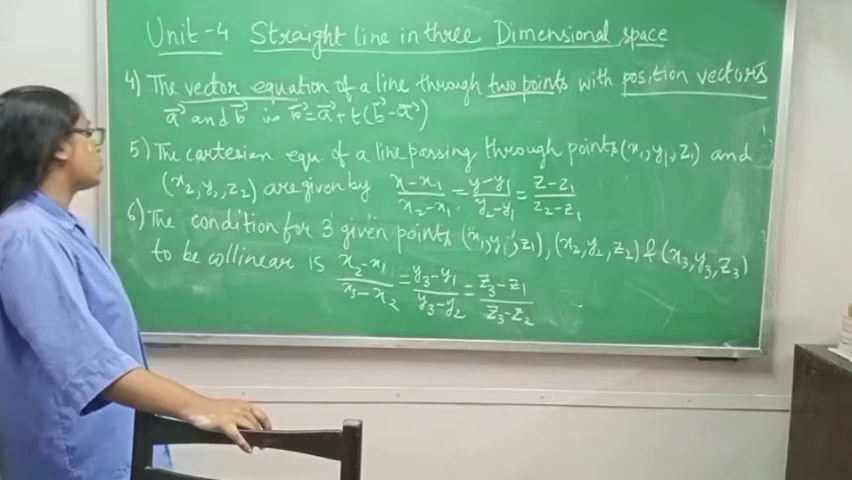 Unit-4 Straight line in three Dimensional space
4) The vector equation of a line through two points with position vectors
a⃗ and b⃗ is r⃗ = a⃗ + t(b⃗ - a⃗)
5) The cartesian equn of a line passing through points (x₁, y₁, z₁) and
(x₂, y₂, z₂) are given by (x-x₁)/(x₂-x₁) = (y-y₁)/(y₂-y₁) = (z-z₁)/(z₂-z₁)
6) The condition for 3 given points (x₁, y₁, z₁), (x₂, y₂, z₂) & (x₃, y₃, z₃)
to be collinear is (x₂-x₁)/(x₃-x₂) = (y₃-y₁)/(y₃-y₂) = (z₃-z₁)/(z₃-z₂)